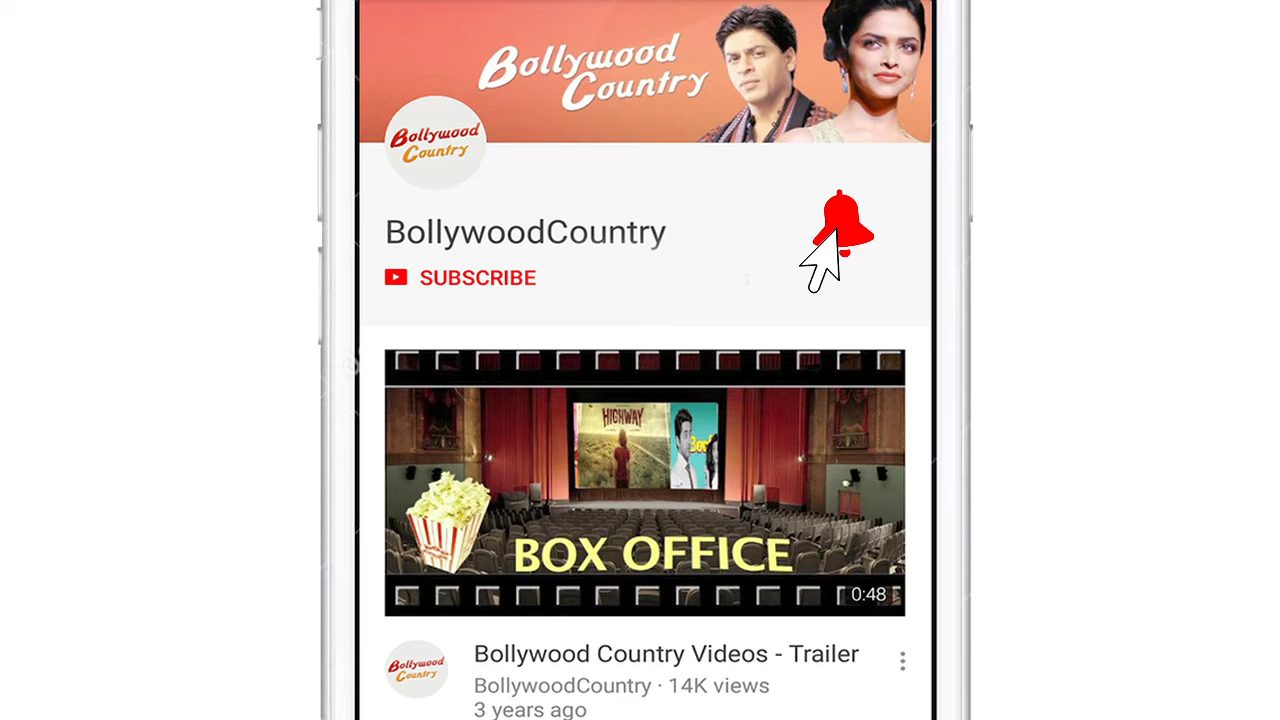 Bollywood
Country
Bollywood
Country
BollywoodCountry
SUBSCRIBE
HIGHWAY
BOX OFFICE
0:48
Bollywood
Country
Bollywood Country Videos - Trailer
BollywoodCountry · 14K views
3 years ago